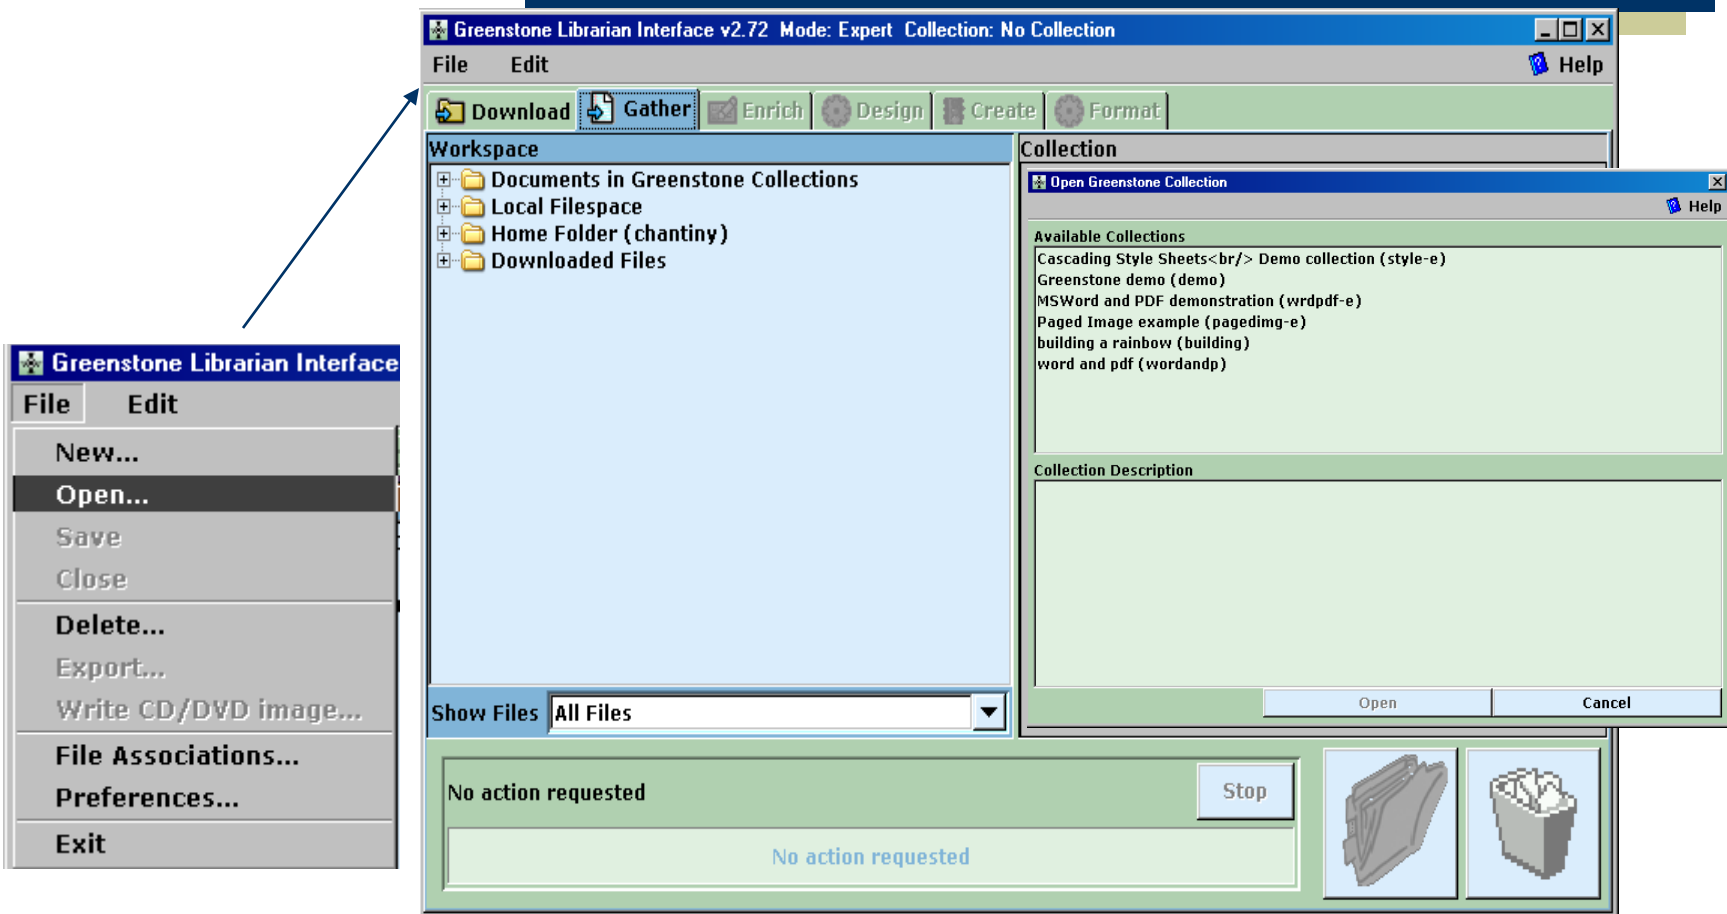 Greenstone Librarian Interface v2.72 Mode: Expert Collection: No Collection
File Edit Help
Download Gather Enrich Design Create Format
Workspace
Documents in Greenstone Collections
Local Filespace
Home Folder (chantiny)
Downloaded Files
Show Files All Files
Collection
Open Greenstone Collection
Help
Available Collections
Cascading Style Sheets<br/> Demo collection (style-e)
Greenstone demo (demo)
MSWord and PDF demonstration (wrdpdf-e)
Paged Image example (pagedimg-e)
building a rainbow (building)
word and pdf (wordandp)
Collection Description
Open Cancel
No action requested Stop
No action requested
Greenstone Librarian Interface
File Edit
New...
Open...
Save
Close
Delete...
Export...
Write CD/DVD image...
File Associations...
Preferences...
Exit